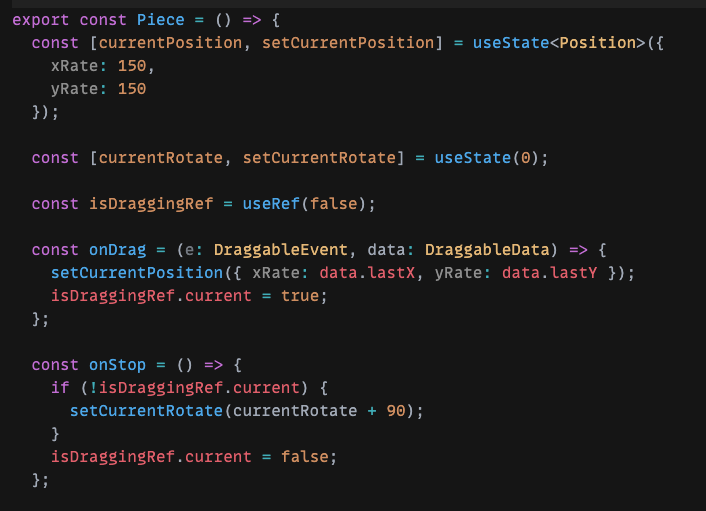 export const Piece = () => {
  const [currentPosition, setCurrentPosition] = useState<Position>({
    xRate: 150,
    yRate: 150
  });

  const [currentRotate, setCurrentRotate] = useState(0);

  const isDraggingRef = useRef(false);

  const onDrag = (e: DraggableEvent, data: DraggableData) => {
    setCurrentPosition({ xRate: data.lastX, yRate: data.lastY });
    isDraggingRef.current = true;
  };

  const onStop = () => {
    if (!isDraggingRef.current) {
      setCurrentRotate(currentRotate + 90);
    }
    isDraggingRef.current = false;
  };